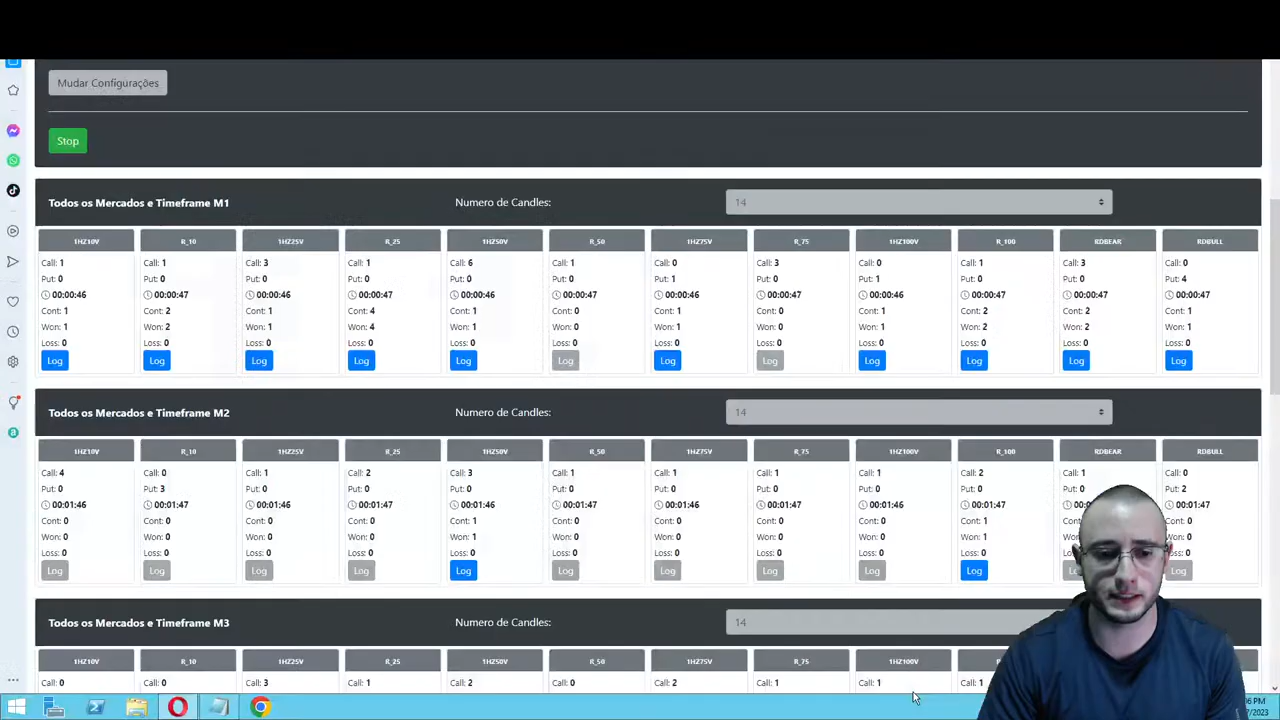 Mudar Configurações
Stop
Todos os Mercados e Timeframe M1 Numero de Candles: 14
1HZ10V R_10 1HZ25V R_25 1HZ50V R_50 1HZ75V R_75 1HZ100V R_100 RDBEAR RDBULL
Call: 1 Call: 1 Call: 3 Call: 1 Call: 6 Call: 1 Call: 0 Call: 3 Call: 0 Call: 1 Call: 3 Call: 0
Put: 0 Put: 0 Put: 0 Put: 0 Put: 0 Put: 0 Put: 1 Put: 0 Put: 1 Put: 0 Put: 0 Put: 4
00:00:46 00:00:47 00:00:46 00:00:47 00:00:46 00:00:47 00:00:46 00:00:47 00:00:46 00:00:47 00:00:47 00:00:47
Cont: 1 Cont: 2 Cont: 1 Cont: 4 Cont: 1 Cont: 0 Cont: 1 Cont: 0 Cont: 1 Cont: 2 Cont: 2 Cont: 1
Won: 1 Won: 2 Won: 1 Won: 4 Won: 1 Won: 0 Won: 1 Won: 0 Won: 1 Won: 2 Won: 2 Won: 1
Loss: 0 Loss: 0 Loss: 0 Loss: 0 Loss: 0 Loss: 0 Loss: 0 Loss: 0 Loss: 0 Loss: 0 Loss: 0 Loss: 0
Log Log Log Log Log Log Log Log Log Log Log Log
Todos os Mercados e Timeframe M2 Numero de Candles: 14
1HZ10V R_10 1HZ25V R_25 1HZ50V R_50 1HZ75V R_75 1HZ100V R_100 RDBEAR RDBULL
Call: 4 Call: 0 Call: 1 Call: 2 Call: 3 Call: 1 Call: 1 Call: 1 Call: 1 Call: 2 Call: 1 Call: 0
Put: 0 Put: 3 Put: 0 Put: 0 Put: 0 Put: 0 Put: 0 Put: 0 Put: 0 Put: 0 Put: 0 Put: 2
00:01:46 00:01:47 00:01:46 00:01:47 00:01:46 00:01:47 00:01:46 00:01:47 00:01:46 00:01:47 00:01:47
Cont: 0 Cont: 0 Cont: 0 Cont: 0 Cont: 1 Cont: 0 Cont: 0 Cont: 0 Cont: 0 Cont: 1 Cont: 0
Won: 0 Won: 0 Won: 0 Won: 0 Won: 1 Won: 0 Won: 0 Won: 0 Won: 0 Won: 1 Won: 0
Loss: 0 Loss: 0 Loss: 0 Loss: 0 Loss: 0 Loss: 0 Loss: 0 Loss: 0 Loss: 0 Loss: 0 Loss: 0
Log Log Log Log Log Log Log Log Log Log Log
Todos os Mercados e Timeframe M3 Numero de Candles: 14
1HZ10V R_10 1HZ25V R_25 1HZ50V R_50 1HZ75V R_75 1HZ100V
Call: 0 Call: 0 Call: 3 Call: 1 Call: 2 Call: 0 Call: 2 Call: 1 Call: 1 Call: 1
PM